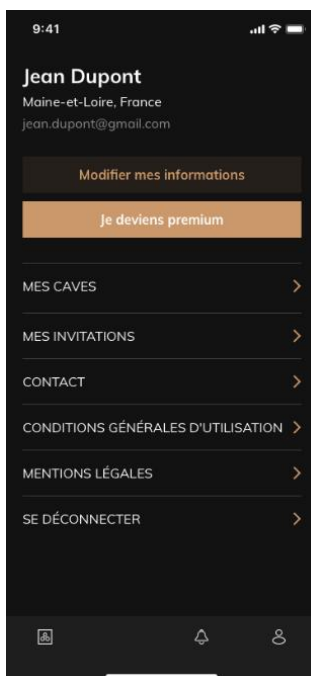 9:41
Jean Dupont
Maine-et-Loire, France
jean.dupont@gmail.com
Modifier mes informations
Je deviens premium
MES CAVES
MES INVITATIONS
CONTACT
CONDITIONS GÉNÉRALES D'UTILISATION
MENTIONS LÉGALES
SE DÉCONNECTER